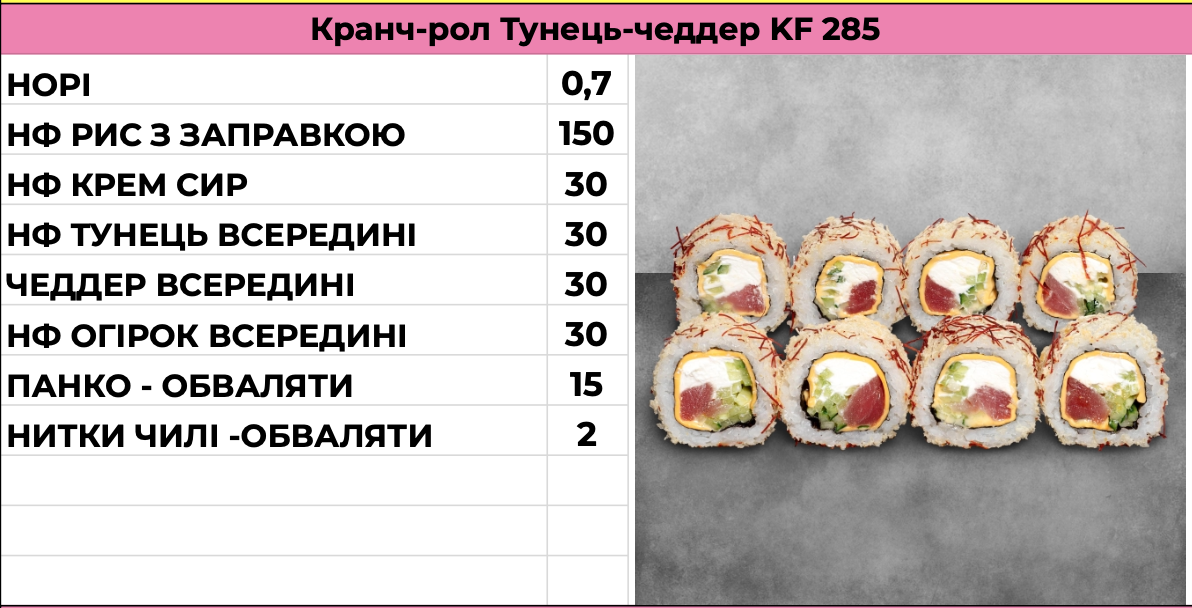 Кранч-рол Тунець-чеддер KF 285
НОРІ 0,7
НФ РИС З ЗАПРАВКОЮ 150
НФ КРЕМ СИР 30
НФ ТУНЕЦЬ ВСЕРЕДИНІ 30
ЧЕДДЕР ВСЕРЕДИНІ 30
НФ ОГІРОК ВСЕРЕДИНІ 30
ПАНКО - ОБВАЛЯТИ 15
НИТКИ ЧИЛІ -ОБВАЛЯТИ 2